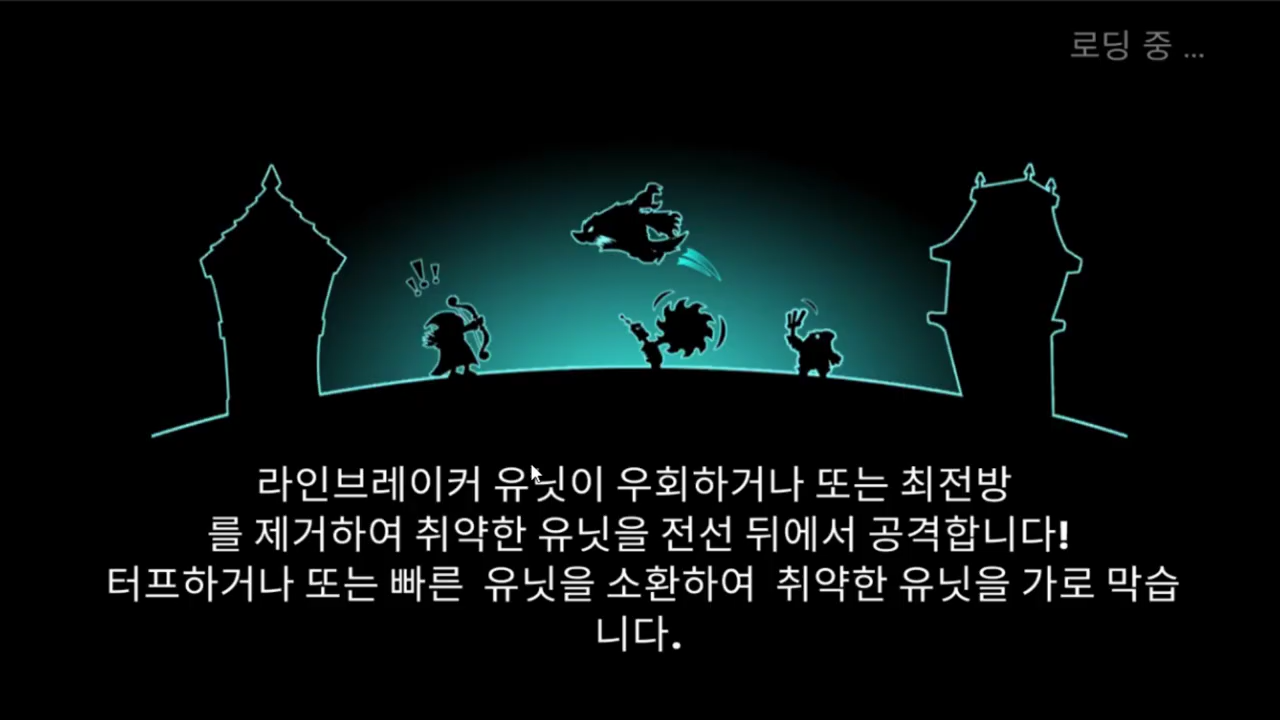 로딩 중 ...
라인브레이커 유닛이 우회하거나 또는 최전방
를 제거하여 취약한 유닛을 전선 뒤에서 공격합니다!
터프하거나 또는 빠른 유닛을 소환하여 취약한 유닛을 가로 막습
니다.